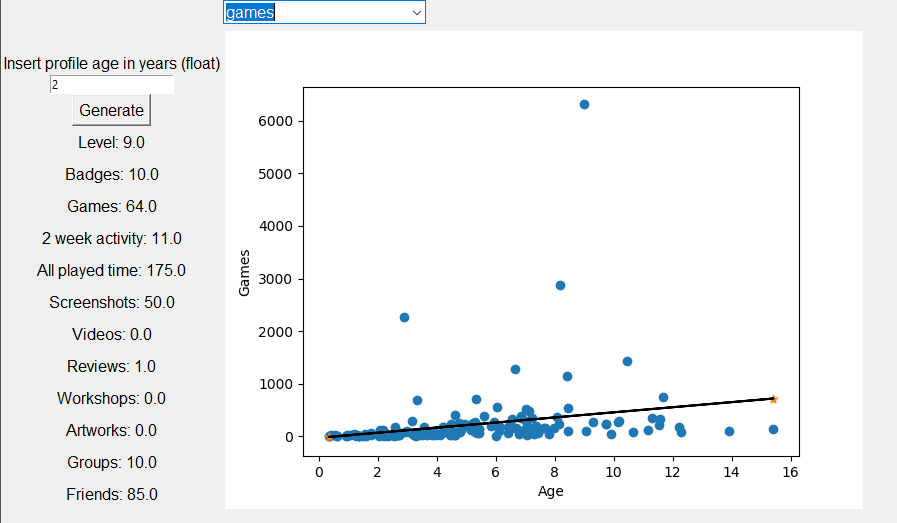 games
Insert profile age in years (float)
2
Generate
Level: 9.0
Badges: 10.0
Games: 64.0
2 week activity: 11.0
All played time: 175.0
Screenshots: 50.0
Videos: 0.0
Reviews: 1.0
Workshops: 0.0
Artworks: 0.0
Groups: 10.0
Friends: 85.0
Games
6000
5000
4000
3000
2000
1000
0
0 2 4 6 8 10 12 14 16
Age